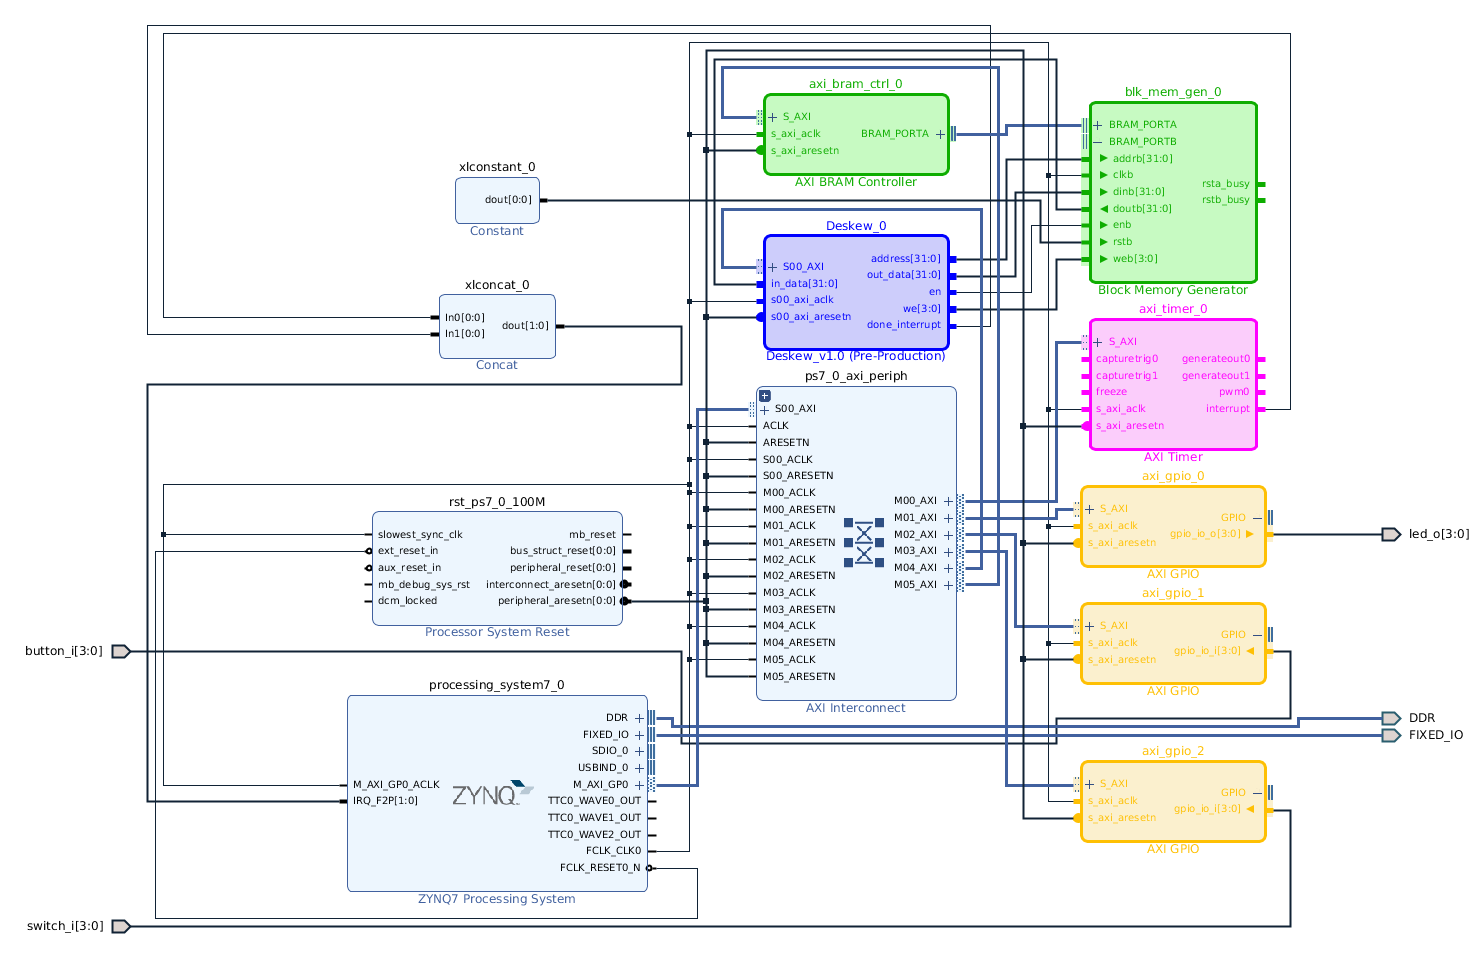 axi_bram_ctrl_0
S_AXI
s_axi_aclk
s_axi_aresetn
BRAM_PORTA
AXI BRAM Controller
blk_mem_gen_0
BRAM_PORTA
BRAM_PORTB
addrb[31:0]
clkb
dinb[31:0]
doutb[31:0]
enb
rstb
web[3:0]
rsta_busy
rstb_busy
Block Memory Generator
xlconstant_0
dout[0:0]
Constant
Deskew_0
S00_AXI
in_data[31:0]
s00_axi_aclk
s00_axi_aresetn
address[31:0]
out_data[31:0]
en
we[3:0]
done_interrupt
Deskew_v1.0 (Pre-Production)
xlconcat_0
In0[0:0]
In1[0:0]
dout[1:0]
Concat
axi_timer_0
S_AXI
capturetrig0
capturetrig1
freeze
s_axi_aclk
s_axi_aresetn
generateout0
generateout1
pwm0
interrupt
AXI Timer
ps7_0_axi_periph
S00_AXI
ACLK
ARESETN
S00_ACLK
S00_ARESETN
M00_ACLK
M00_ARESETN
M01_ACLK
M01_ARESETN
M02_ACLK
M02_ARESETN
M03_ACLK
M03_ARESETN
M04_ACLK
M04_ARESETN
M05_ACLK
M05_ARESETN
M00_AXI
M01_AXI
M02_AXI
M03_AXI
M04_AXI
M05_AXI
AXI Interconnect
rst_ps7_0_100M
slowest_sync_clk
ext_reset_in
aux_reset_in
mb_debug_sys_rst
dcm_locked
mb_reset
bus_struct_reset[0:0]
peripheral_reset[0:0]
interconnect_aresetn[0:0]
peripheral_aresetn[0:0]
Processor System Reset
axi_gpio_0
S_AXI
s_axi_aclk
s_axi_aresetn
GPIO
gpio_io_o[3:0]
AXI GPIO
led_o[3:0]
axi_gpio_1
S_AXI
s_axi_aclk
s_axi_aresetn
GPIO
gpio_io_i[3:0]
AXI GPIO
button_i[3:0]
processing_system7_0
M_AXI_GP0_ACLK
IRQ_F2P[1:0]
ZYNQ
DDR
FIXED_IO
SDIO_0
USBIND_0
M_AXI_GP0
TTC0_WAVE0_OUT
TTC0_WAVE1_OUT
TTC0_WAVE2_OUT
FCLK_CLK0
FCLK_RESET0_N
ZYNQ7 Processing System
DDR
FIXED_IO
axi_gpio_2
S_AXI
s_axi_aclk
s_axi_aresetn
GPIO
gpio_io_i[3:0]
AXI GPIO
switch_i[3:0]